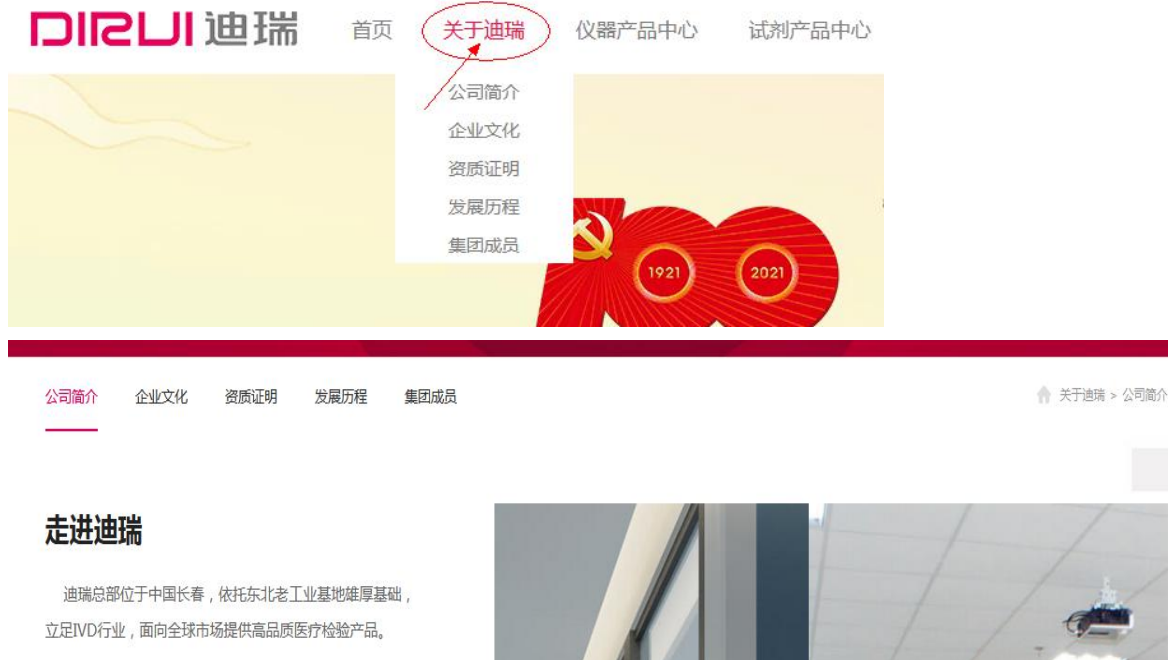 DIRUI 迪瑞 首页 关于迪瑞 仪器产品中心 试剂产品中心
公司简介
企业文化
资质证明
发展历程
集团成员
1921 2021
公司简介 企业文化 资质证明 发展历程 集团成员 关于迪瑞 > 公司简介
走进迪瑞
迪瑞总部位于中国长春，依托东北老工业基地雄厚基础，
立足IVD行业，面向全球市场提供高品质医疗检验产品。